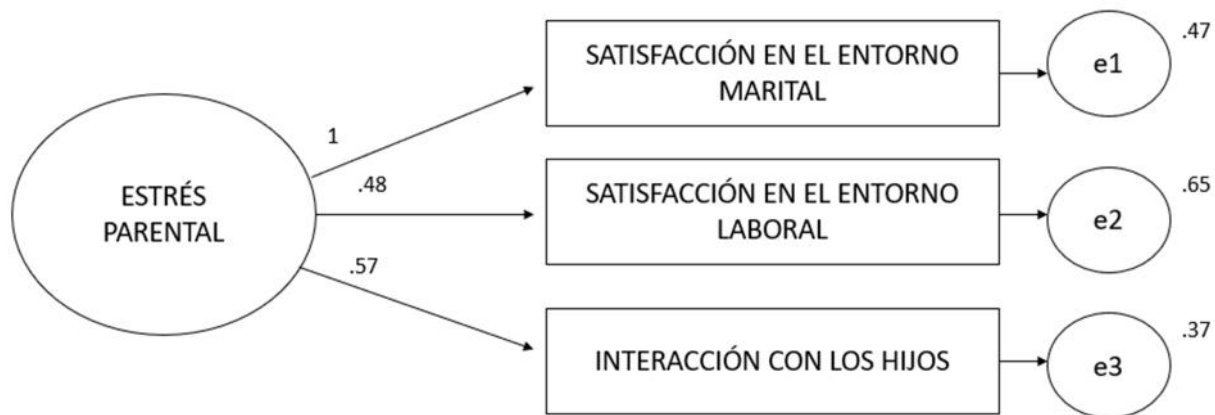 SATISFACCIÓN EN EL ENTORNO
MARITAL
e1
.47
1
ESTRÉS
PARENTAL
.48
SATISFACCIÓN EN EL ENTORNO
LABORAL
e2
.65
.57
INTERACCIÓN CON LOS HIJOS
e3
.37